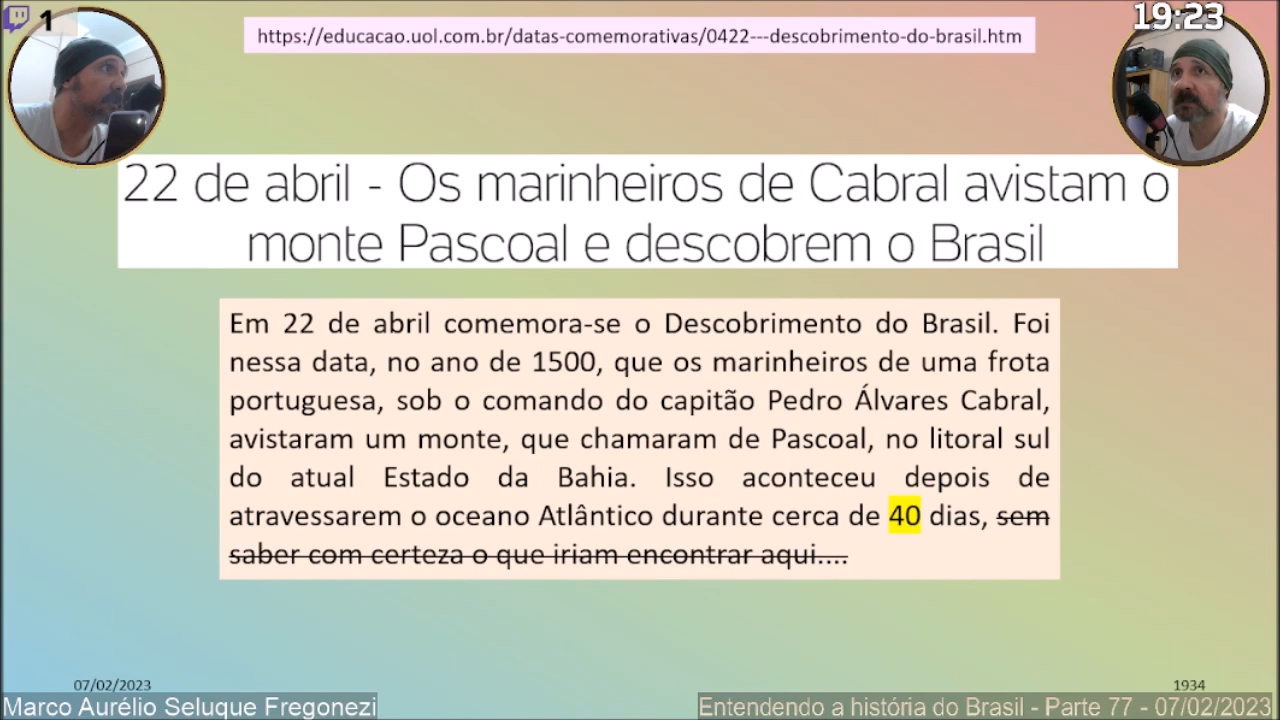 1
19:23
https://educacao.uol.com.br/datas-comemorativas/0422---descobrimento-do-brasil.htm
22 de abril - Os marinheiros de Cabral avistam o
monte Pascoal e descobrem o Brasil
Em 22 de abril comemora-se o Descobrimento do Brasil. Foi
nessa data, no ano de 1500, que os marinheiros de uma frota
portuguesa, sob o comando do capitão Pedro Álvares Cabral,
avistaram um monte, que chamaram de Pascoal, no litoral sul
do atual Estado da Bahia. Isso aconteceu depois de
atravessarem o oceano Atlântico durante cerca de 40 dias, sem
saber com certeza o que iriam encontrar aqui....
07/02/2023
1934
Marco Aurélio Seluque Fregonezi
Entendendo a história do Brasil - Parte 77 - 07/02/2023